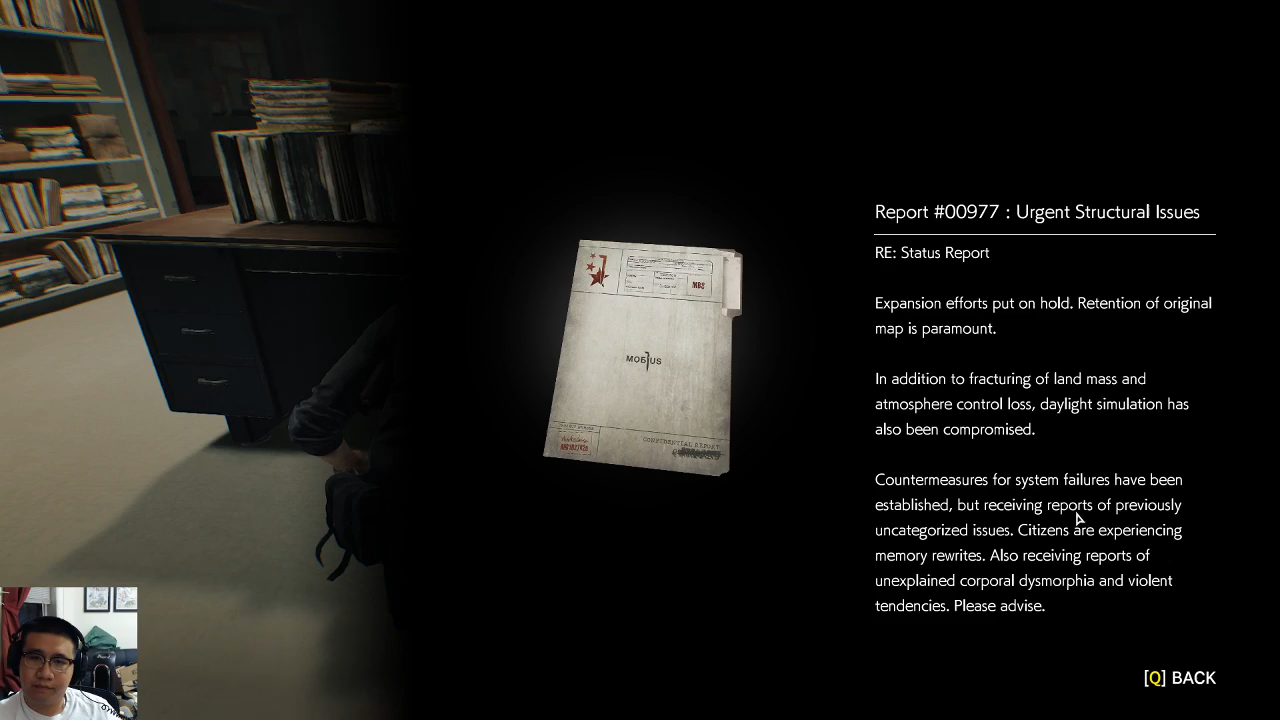 Report #00977 : Urgent Structural Issues
RE: Status Report
Expansion efforts put on hold. Retention of original
map is paramount.
In addition to fracturing of land mass and
atmosphere control loss, daylight simulation has
also been compromised.
Countermeasures for system failures have been
established, but receiving reports of previously
uncategorized issues. Citizens are experiencing
memory rewrites. Also receiving reports of
unexplained corporal dysmorphia and violent
tendencies. Please advise.
MBS
MOBIUS
CONFIDENTIAL REPORT
[Q] BACK